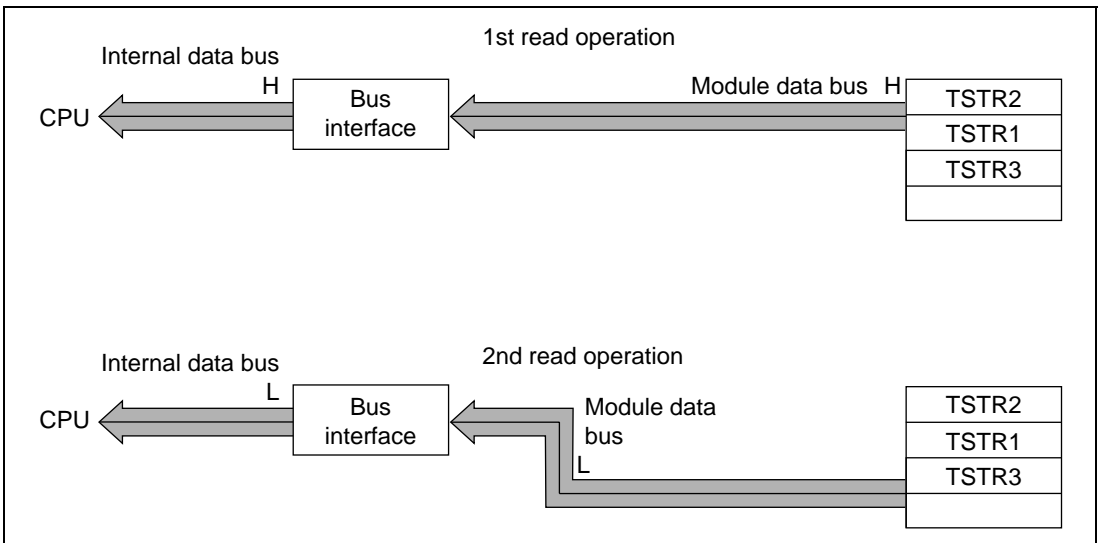 1st read operation
Internal data bus
H
Module data bus H
CPU
Bus
interface
TSTR2
TSTR1
TSTR3
2nd read operation
Internal data bus
L
Module data
bus
L
CPU
Bus
interface
TSTR2
TSTR1
TSTR3